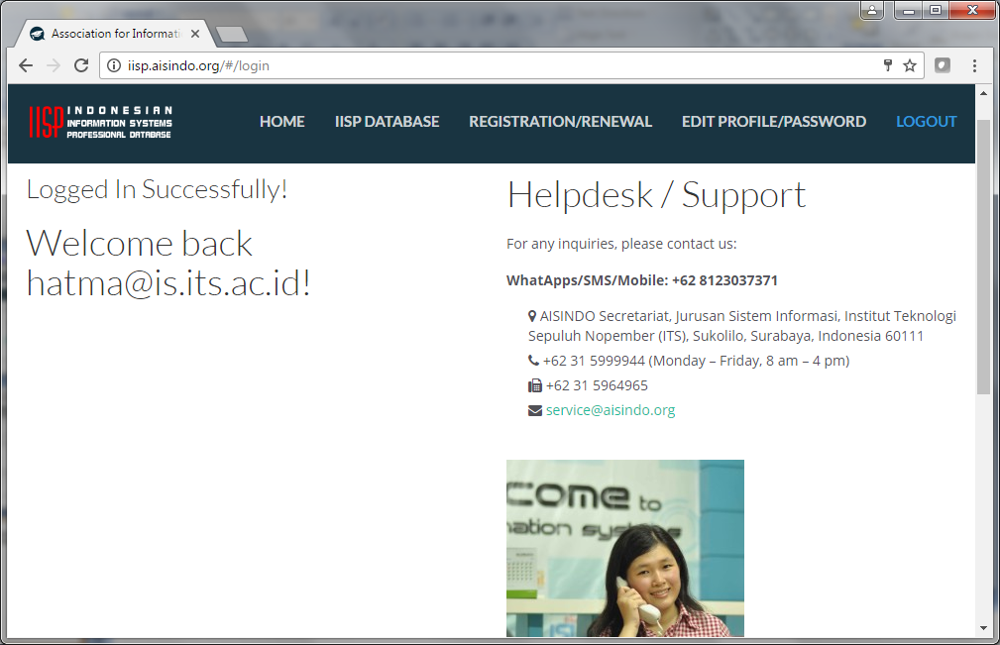 Association for Informati
iisp.aisindo.org/#/login
IISP INDONESIAN
INFORMATION SYSTEMS
PROFESSIONAL DATABASE
HOME IISP DATABASE REGISTRATION/RENEWAL EDIT PROFILE/PASSWORD LOGOUT
Logged In Successfully!
Welcome back
hatma@is.its.ac.id!
Helpdesk / Support
For any inquiries, please contact us:
WhatApps/SMS/Mobile: +62 8123037371
AISINDO Secretariat, Jurusan Sistem Informasi, Institut Teknologi
Sepuluh Nopember (ITS), Sukolilo, Surabaya, Indonesia 60111
+62 31 5999944 (Monday – Friday, 8 am – 4 pm)
+62 31 5964965
service@aisindo.org
COME to
mation systems